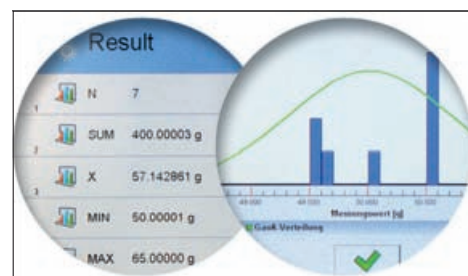 Result
1 N 7
2 SUM 400.00003 g
3 X 57.142861 g
MIN 50.00001 g
MAX 65.00000 g
Messungswert [g]
Gauß-Verteilung